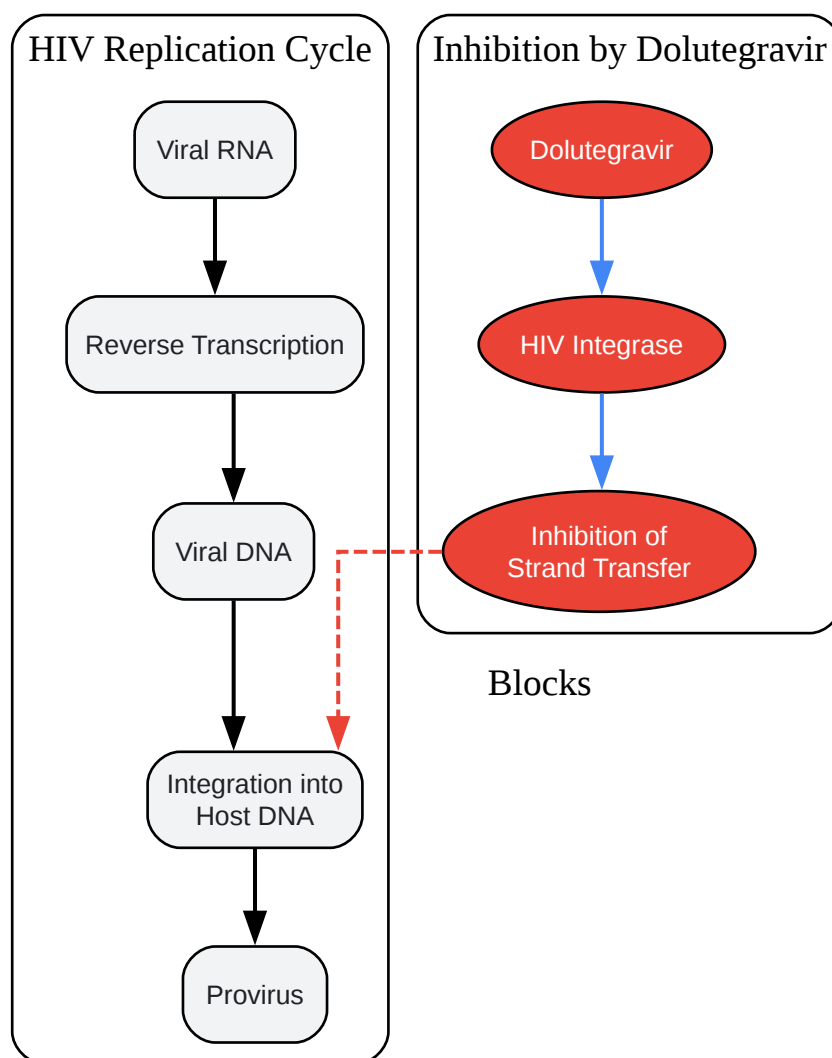 HIV Replication Cycle
Viral RNA
Reverse Transcription
Viral DNA
Integration into
Host DNA
Provirus
Inhibition by Dolutegravir
Dolutegravir
HIV Integrase
Inhibition of
Strand Transfer
Blocks